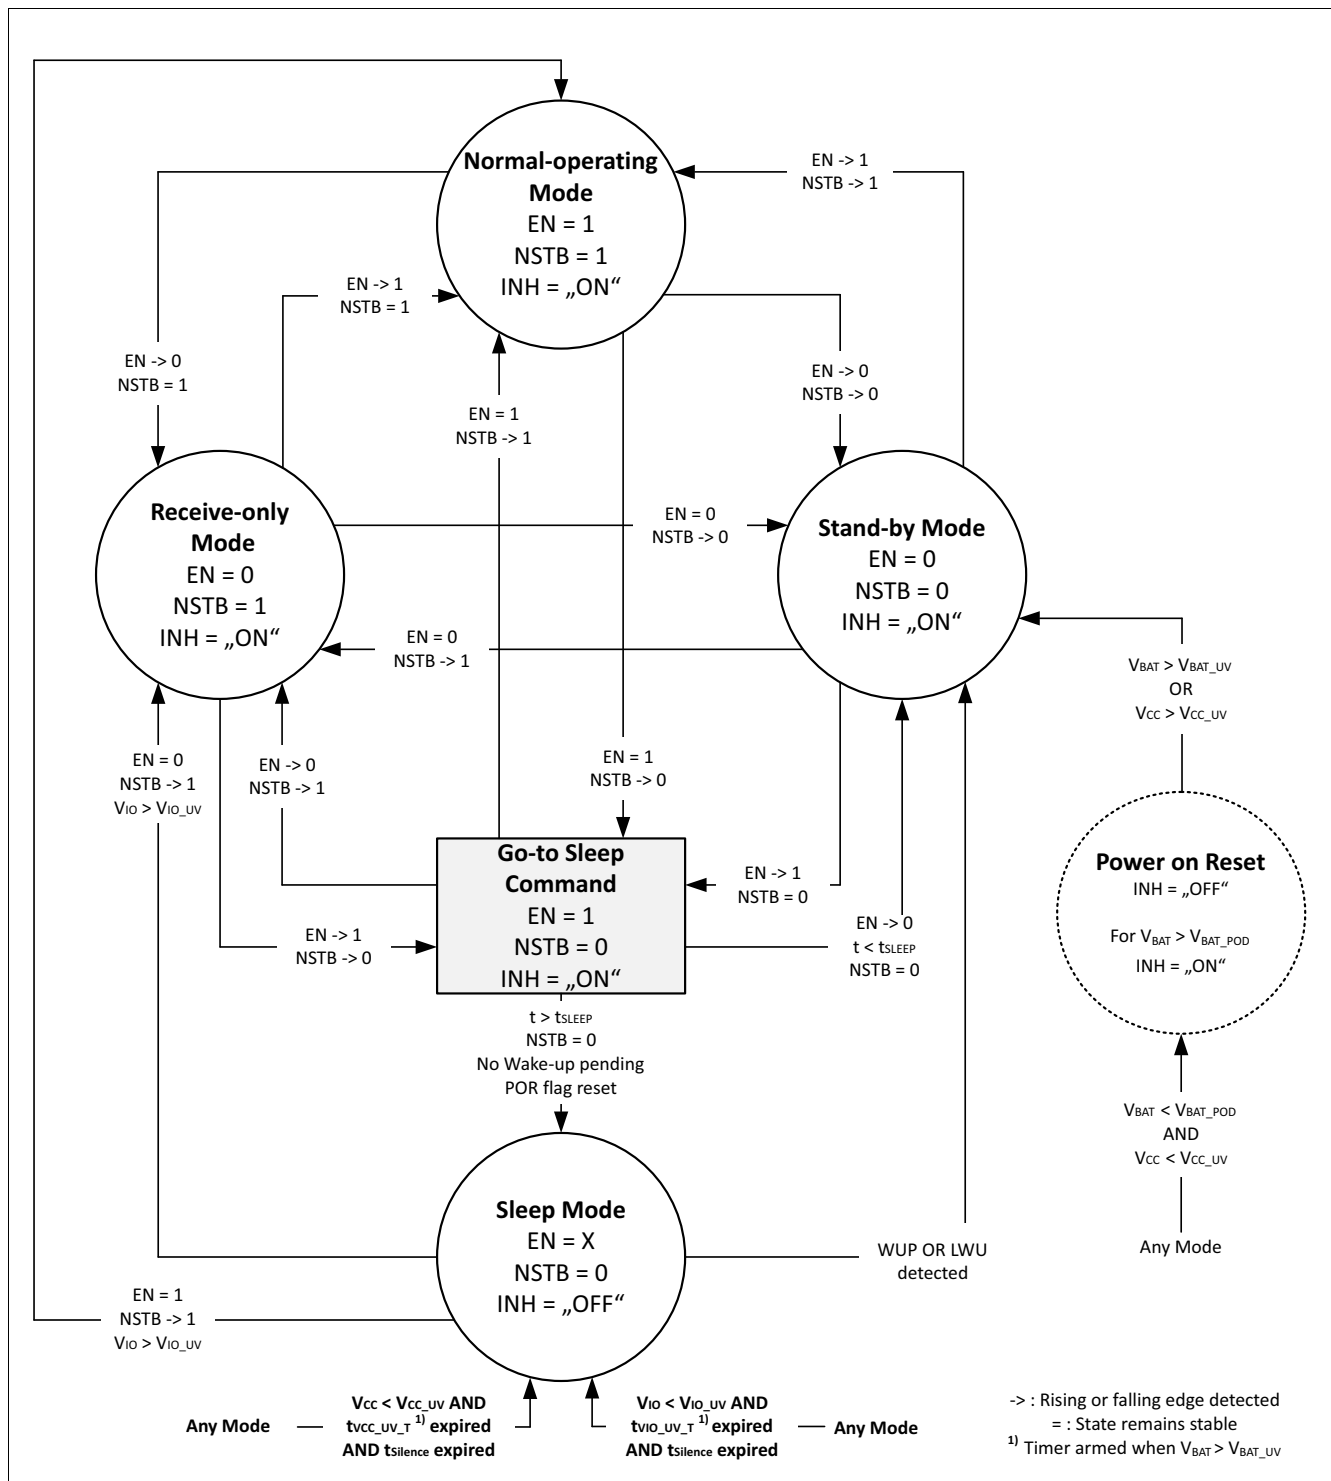 Normal-operating
Mode
EN = 1
NSTB = 1
INH = „ON“
EN -> 1
NSTB -> 1
EN -> 1
NSTB = 1
EN -> 0
NSTB = 1
EN -> 0
NSTB -> 0
EN = 1
NSTB -> 1
Receive-only
Mode
EN = 0
NSTB = 1
INH = „ON“
EN = 0
NSTB -> 0
Stand-by Mode
EN = 0
NSTB = 0
INH = „ON“
EN = 0
NSTB -> 1
VBAT > VBAT_UV
OR
VCC > VCC_UV
EN = 0
NSTB -> 1
VIO > VIO_UV
EN -> 0
NSTB -> 1
EN = 1
NSTB -> 0
Go-to Sleep
Command
EN = 1
NSTB = 0
INH = „ON“
EN -> 1
NSTB = 0
EN -> 1
NSTB -> 0
EN -> 0
t < tSLEEP
NSTB = 0
Power on Reset
INH = „OFF“
For VBAT > VBAT_POD
INH = „ON“
t > tSLEEP
NSTB = 0
No Wake-up pending
POR flag reset
VBAT < VBAT_POD
AND
VCC < VCC_UV
Any Mode
Sleep Mode
EN = X
NSTB = 0
INH = „OFF“
WUP OR LWU
detected
EN = 1
NSTB -> 1
VIO > VIO_UV
Any Mode
VCC < VCC_UV AND
tVCC_UV_T 1) expired
AND tSilence expired
VIO < VIO_UV AND
tVIO_UV_T 1) expired
AND tSilence expired
Any Mode
-> : Rising or falling edge detected
= : State remains stable
1) Timer armed when VBAT > VBAT_UV